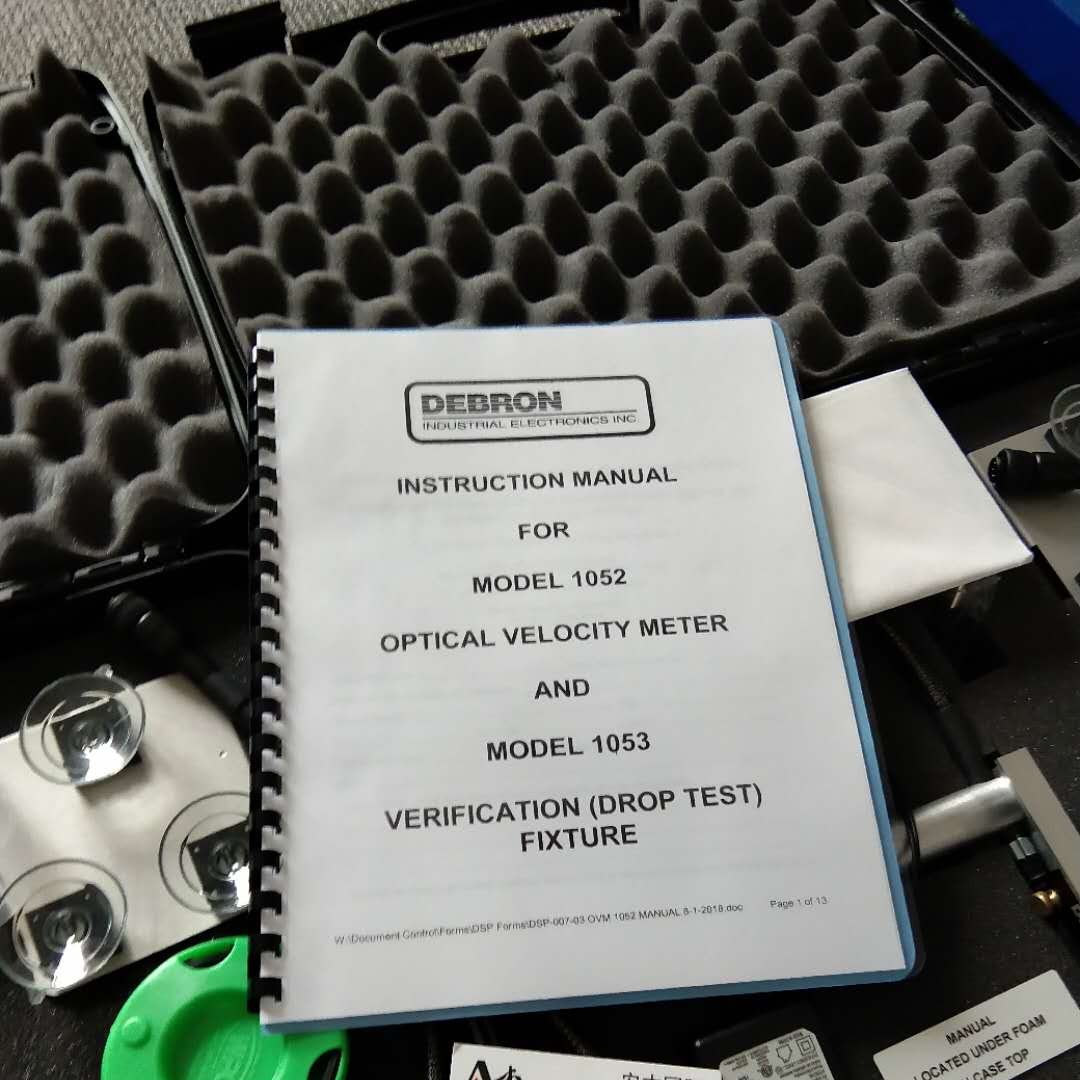 DEBRON
INDUSTRIAL ELECTRONICS INC
INSTRUCTION MANUAL
FOR
MODEL 1052
OPTICAL VELOCITY METER
AND
MODEL 1053
VERIFICATION (DROP TEST)
FIXTURE
W:\Document Control\Forms\DSP Forms\DSP-007-03 OVM 1052 MANUAL 8-1-2018.doc Page 1 of 13
MANUAL
LOCATED UNDER FOAM
CASE TOP